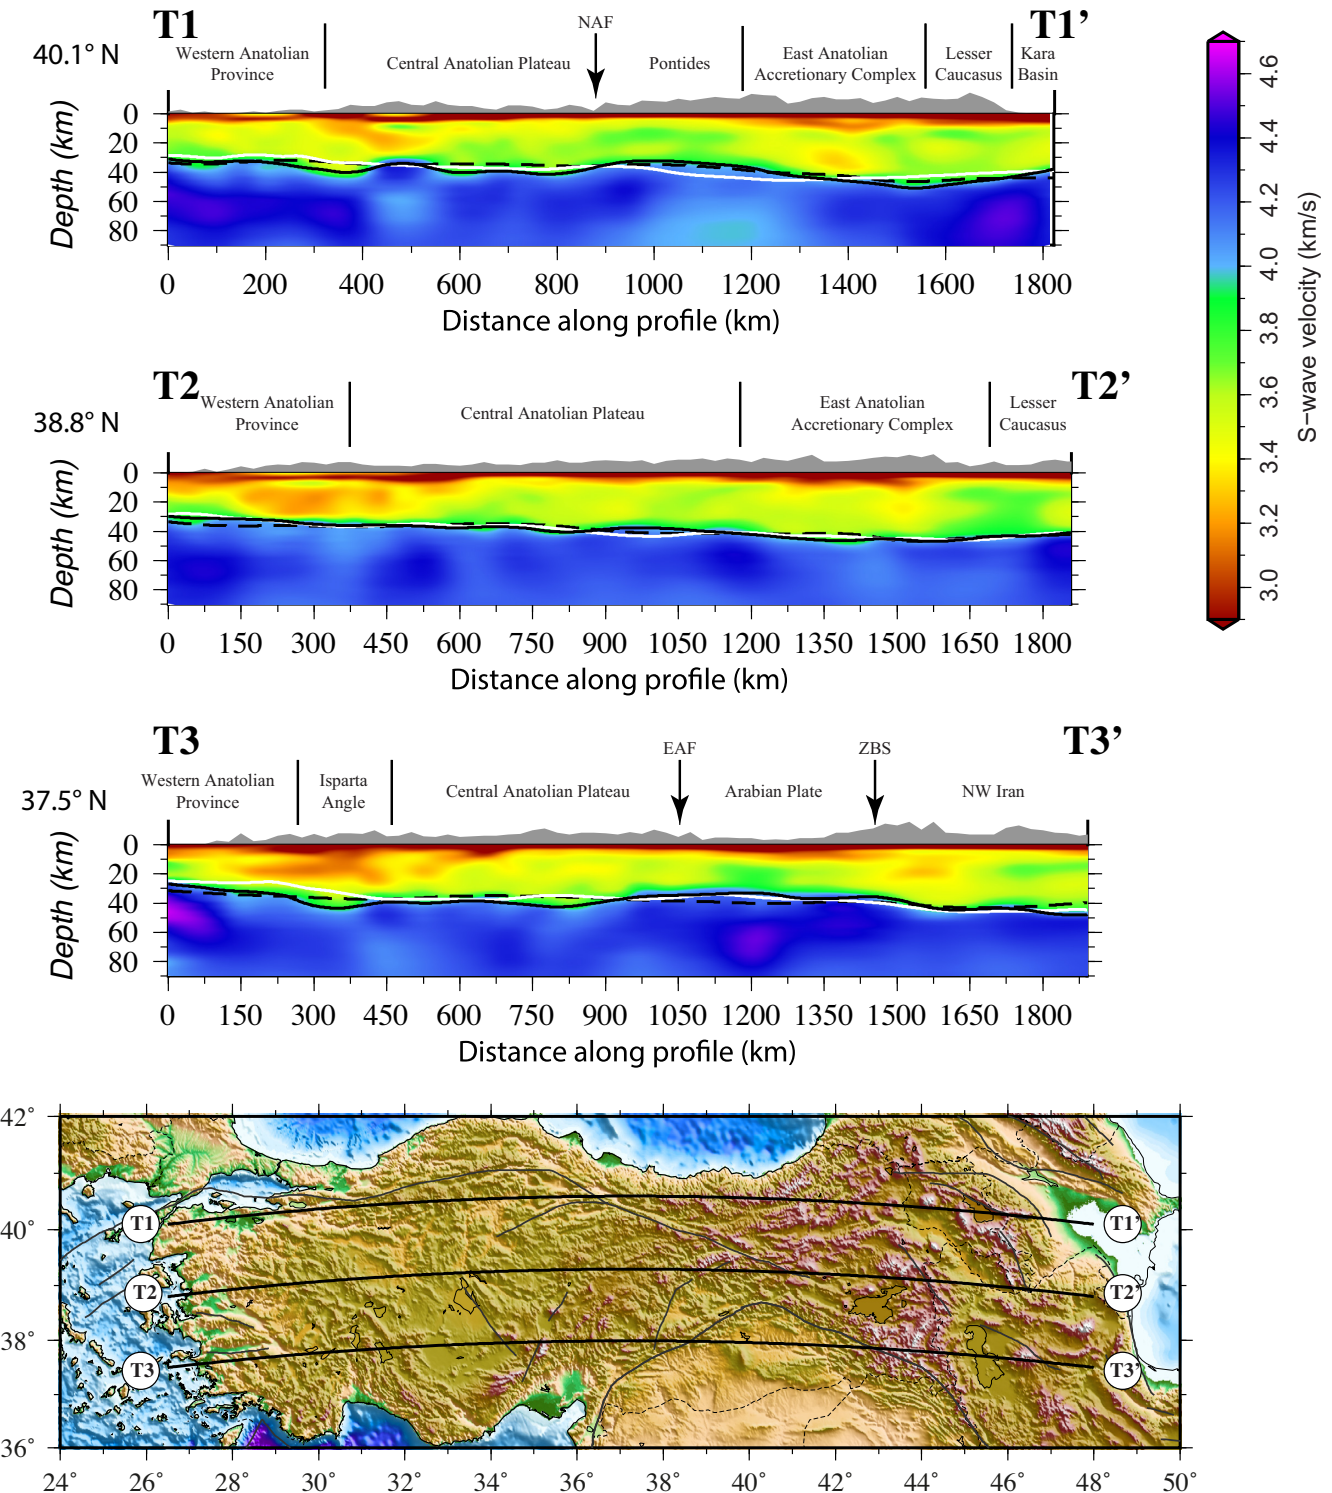 T1
T1’
40.1° N
NAF
Western Anatolian
Province
Central Anatolian Plateau
Pontides
East Anatolian
Accretionary Complex
Lesser
Caucasus
Kara
Basin
Depth (km)
0
20
40
60
80
0 200 400 600 800 1000 1200 1400 1600 1800
Distance along profile (km)
4.6
4.4
4.2
4.0
3.8
3.6
3.4
3.2
3.0
S−wave velocity (km/s)
T2
T2’
38.8° N
Western Anatolian
Province
Central Anatolian Plateau
East Anatolian
Accretionary Complex
Lesser
Caucasus
Depth (km)
0
20
40
60
80
0 150 300 450 600 750 900 1050 1200 1350 1500 1650 1800
Distance along profile (km)
T3
T3’
37.5° N
EAF
ZBS
Western Anatolian
Province
Isparta
Angle
Central Anatolian Plateau
Arabian Plate
NW Iran
Depth (km)
0
20
40
60
80
0 150 300 450 600 750 900 1050 1200 1350 1500 1650 1800
Distance along profile (km)
42˚
40˚
38˚
36˚
T1
T1’
T2
T2’
T3
T3’
24˚ 26˚ 28˚ 30˚ 32˚ 34˚ 36˚ 38˚ 40˚ 42˚ 44˚ 46˚ 48˚ 50˚